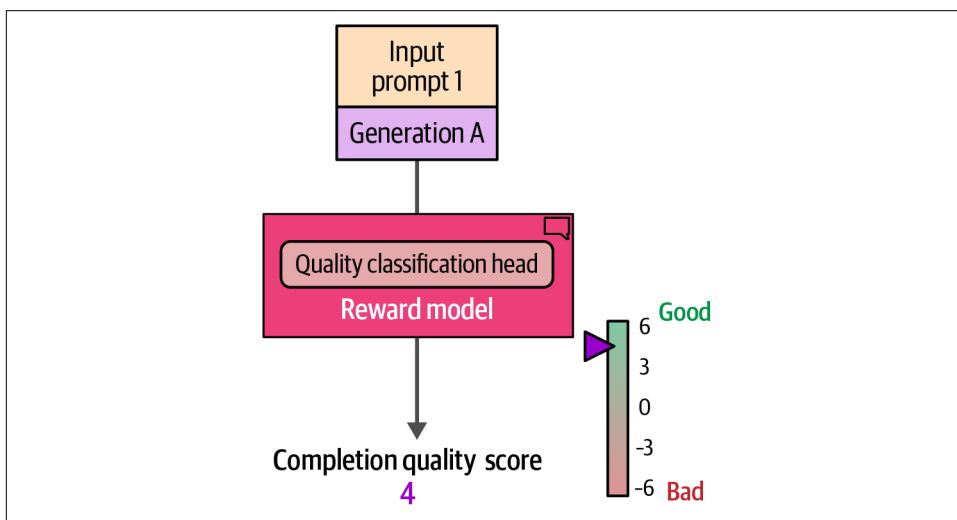 Input
prompt 1
Generation A
Quality classification head
Reward model
Completion quality score
4
6
Good
3
0
–3
–6
Bad